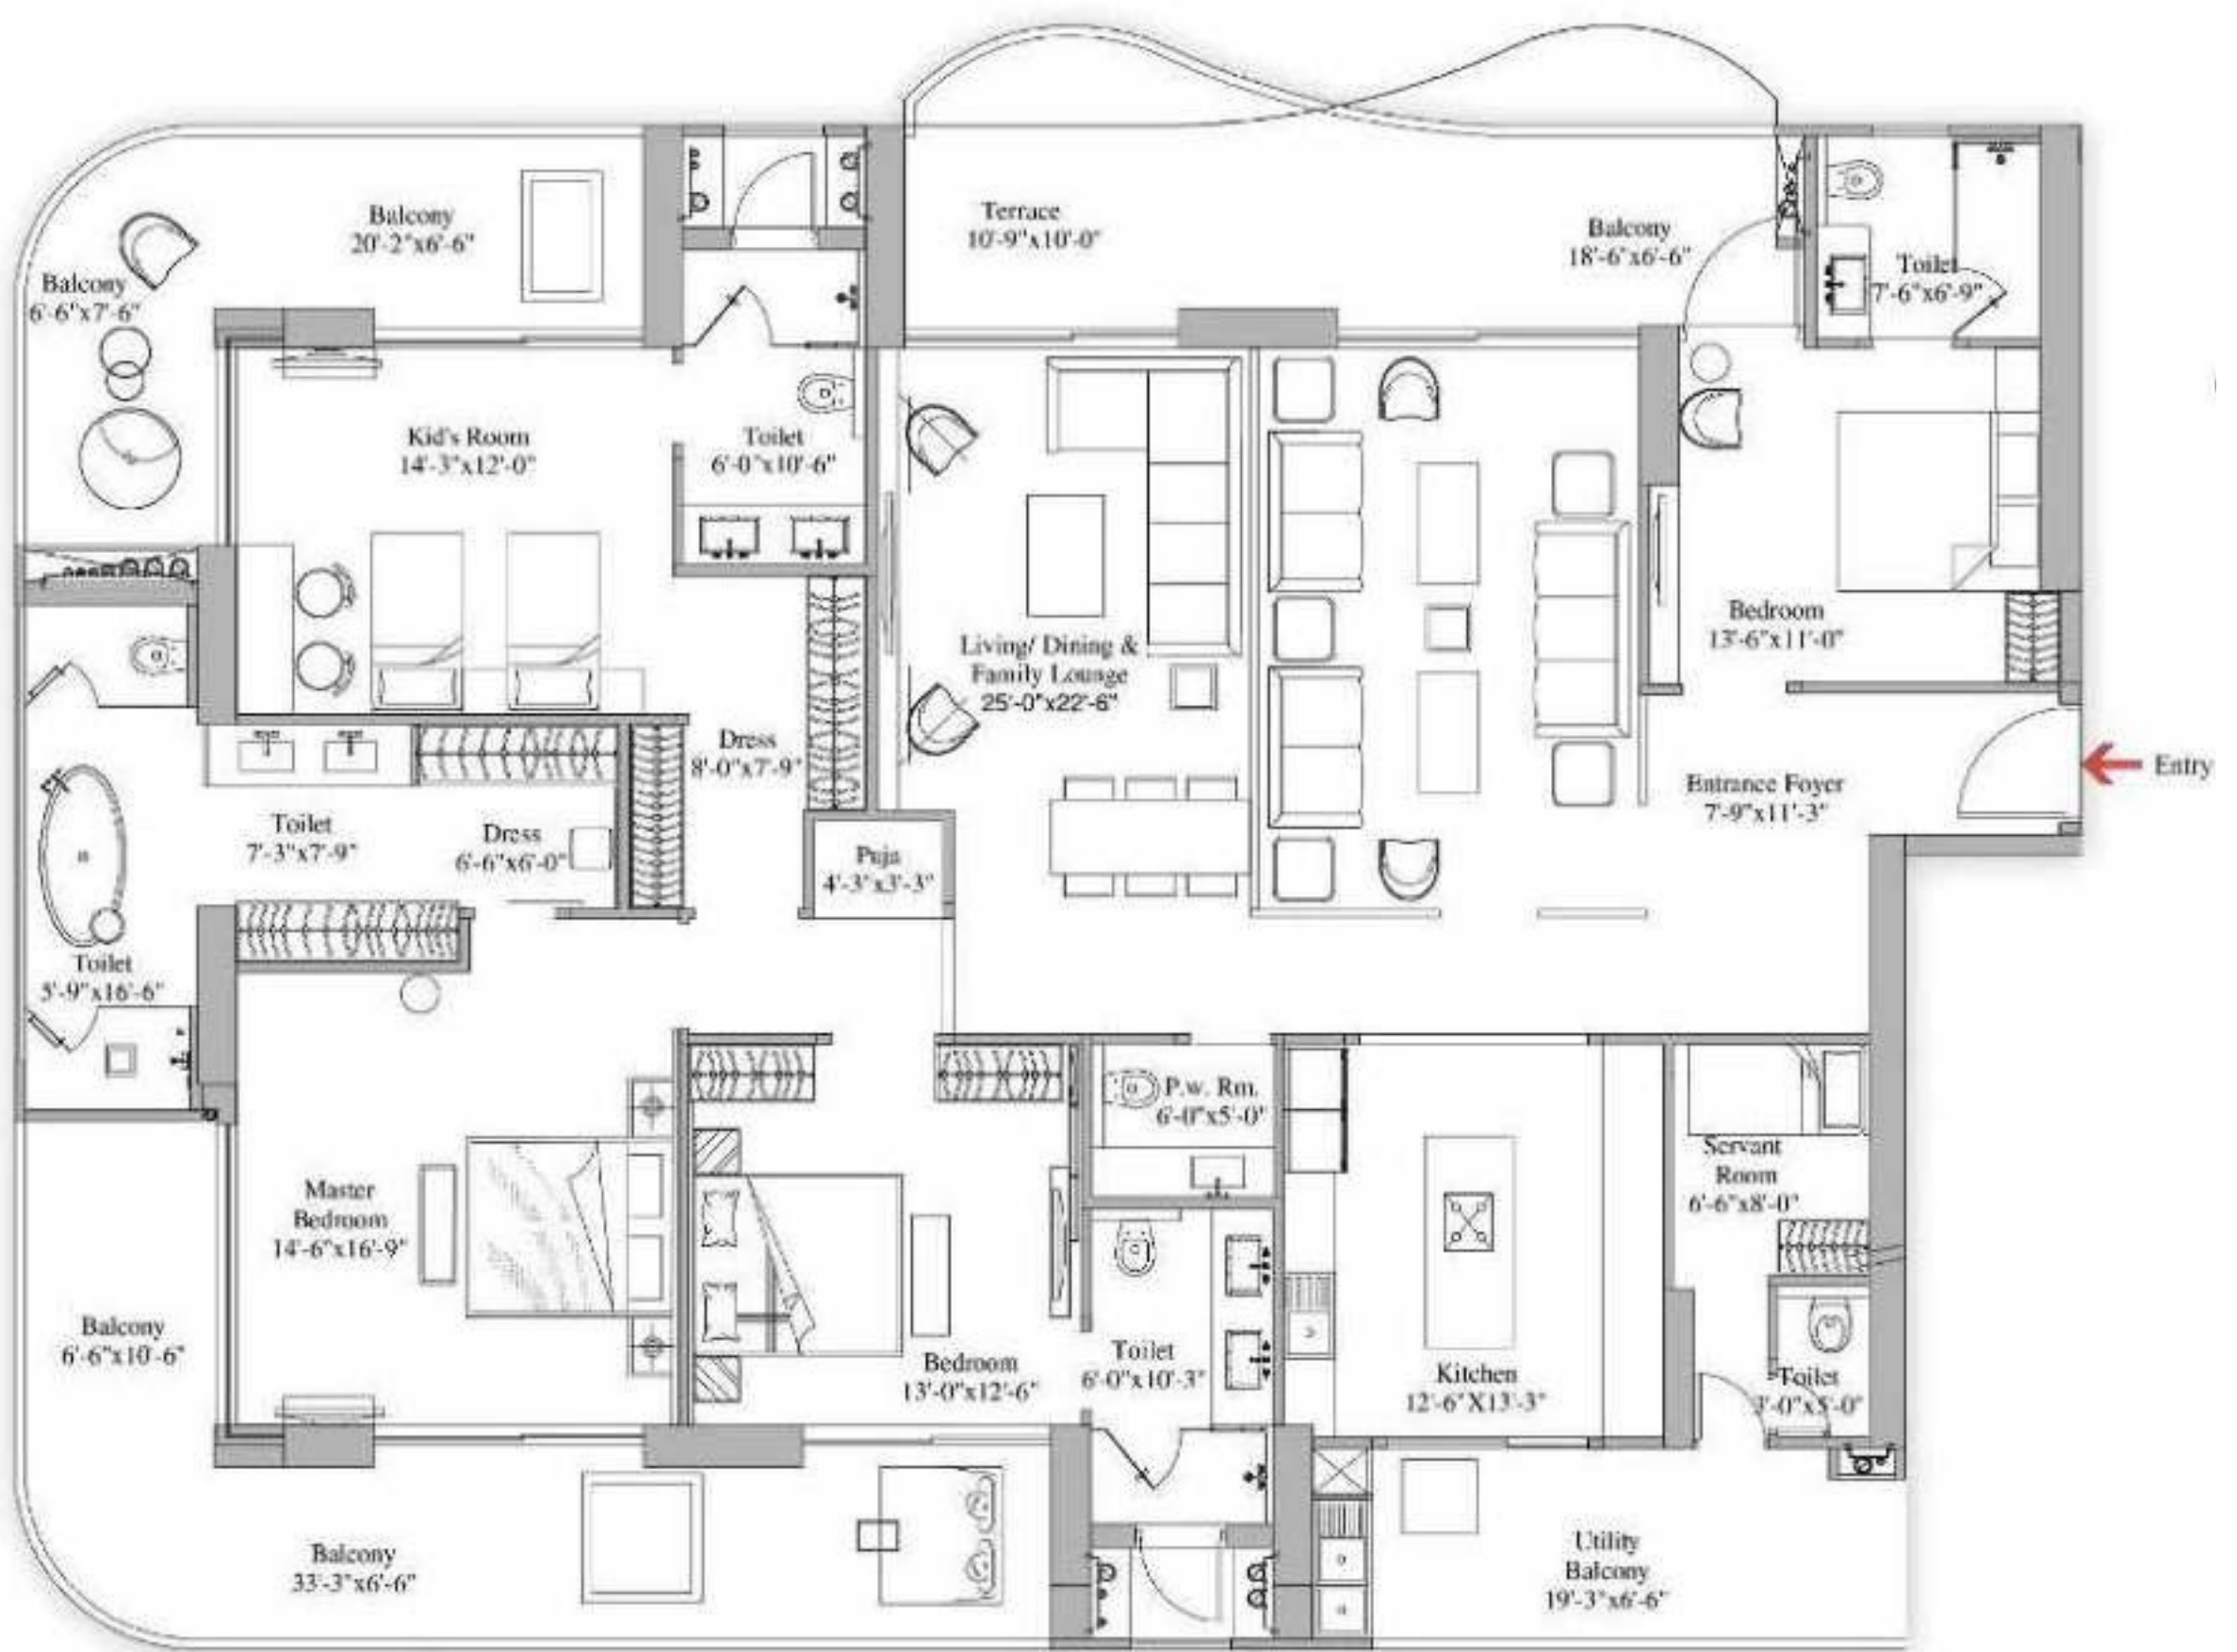 Balcony
20'-2"x6'-6"
Balcony
6'-6"x7'-6"
Terrace
10'-9"x10'-0"
Balcony
18'-6"x6'-6"
Toilet
7'-6"x6'-9"
Kid's Room
14'-3"x12'-0"
Toilet
6'-0"x10'-6"
Living/ Dining &
Family Lounge
25'-0"x22'-6"
Bedroom
13'-6"x11'-0"
Dress
8'-0"x7'-9"
Entry
Entrance Foyer
7'-9"x11'-3"
Toilet
7'-3"x7'-9"
Dress
6'-6"x6'-0"
Puja
4'-3"x3'-3"
Toilet
5'-9"x16'-6"
P.w. Rm.
6'-0"x5'-0"
Servant
Room
6'-6"x8'-0"
Master
Bedroom
14'-6"x16'-9"
Balcony
6'-6"x10'-6"
Bedroom
13'-0"x12'-6"
Toilet
6'-0"x10'-3"
Kitchen
12'-6"X13'-3"
Toilet
3'-0"x5'-0"
Balcony
33'-3"x6'-6"
Utility
Balcony
19'-3"x6'-6"